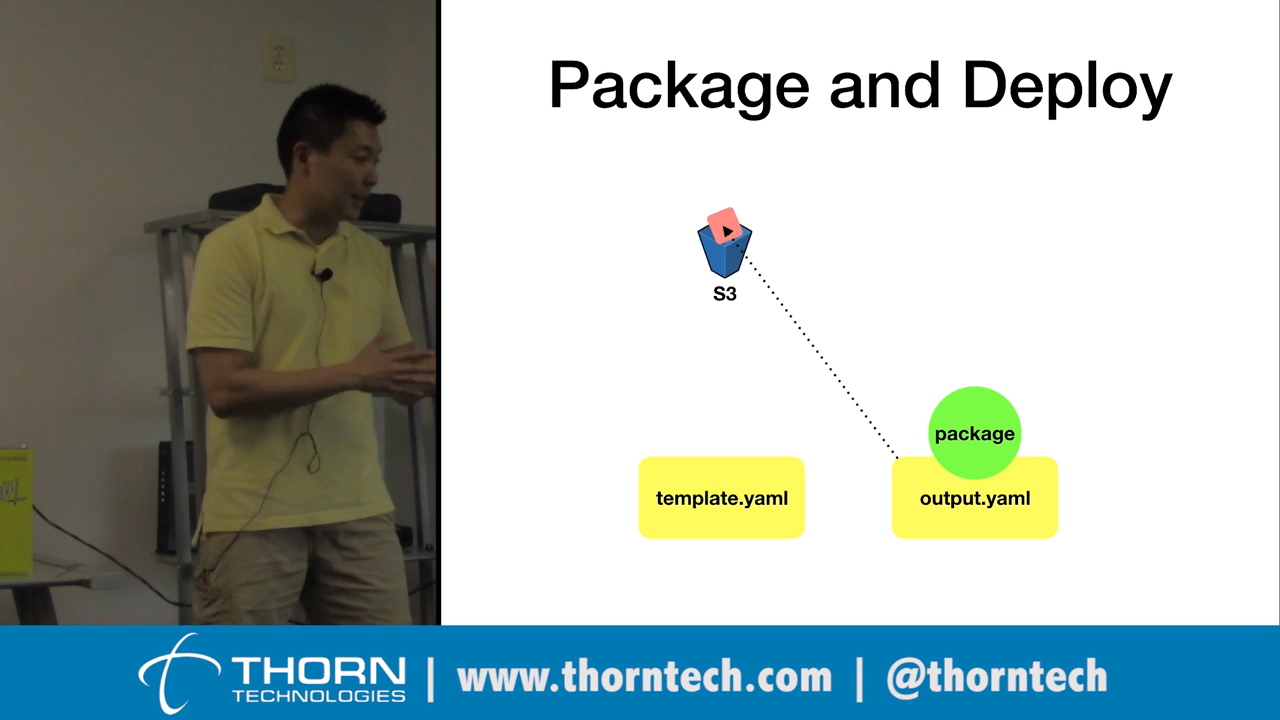 Package and Deploy
S3
package
template.yaml
output.yaml
THORN
TECHNOLOGIES
| www.thorntech.com | @thorntech